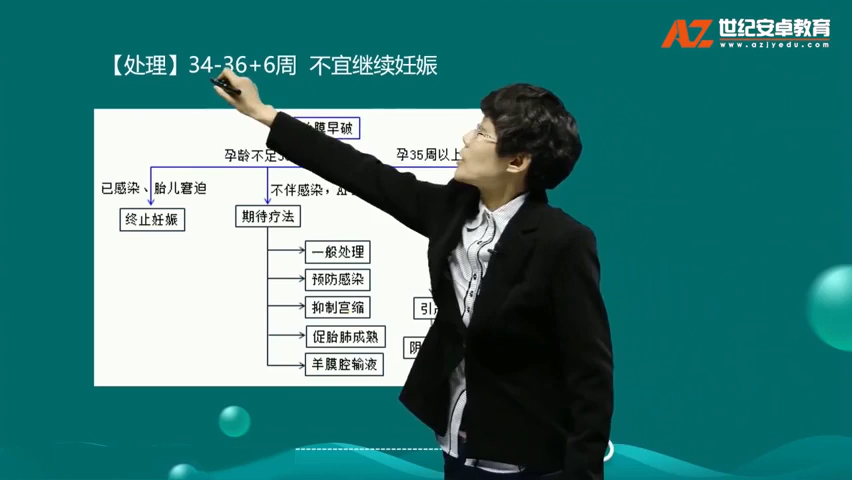 AZ 世纪安卓教育
www.azjyedu.com
【处理】34-36+6周 不宜继续妊娠
膜早破
孕龄不足3
孕35周以上
已感染、胎儿窘迫
不伴感染，
终止妊娠
期待疗法
一般处理
预防感染
抑制宫缩
引
促胎肺成熟
阴
羊膜腔输液